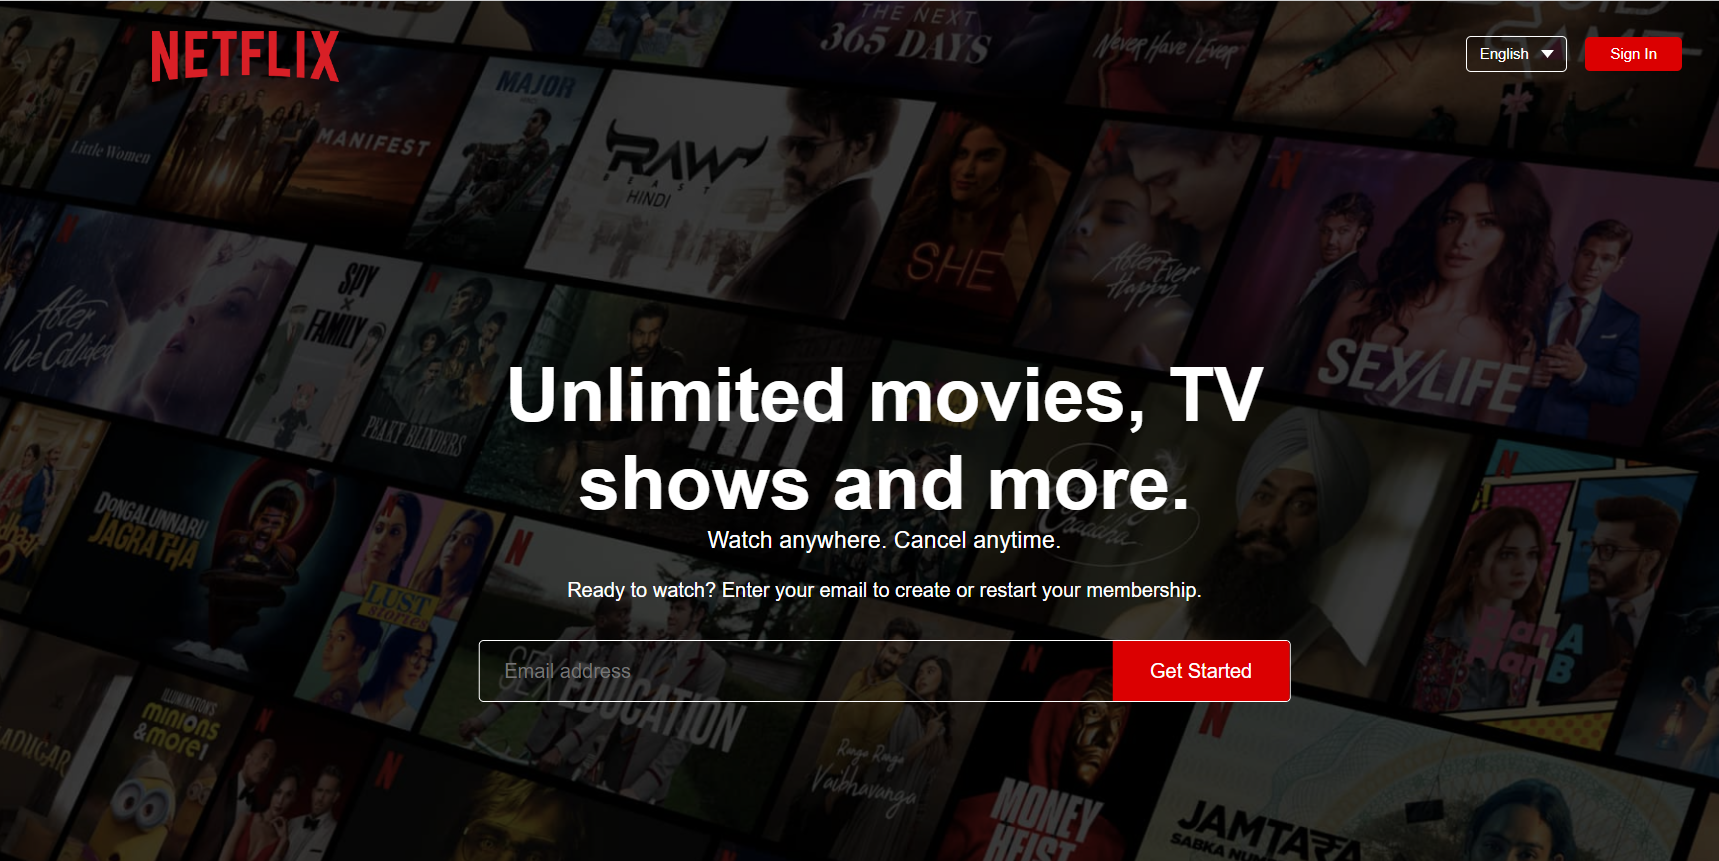 THE NEXT
365 DAYS
Never Have I Ever
NETFLIX
English
Sign In
MAJOR
HINDI
Little Women
MANIFEST
RAW
BEAST
HINDI
SHE
After
Ever
Happy
After
We Collided
SPY
X
FAMILY
SEX/LIFE
PEAKY BLINDERS
Unlimited movies, TV
shows and more.
Watch anywhere. Cancel anytime.
Ready to watch? Enter your email to create or restart your membership.
DONGALUNNARU
JAGRATHA
LUST
stories
Email address
Get Started
SEX EDUCATION
ILLUMINATION'S
minions
&more!
Ranga Ranga
Vaibhavanga
MONEY
HEIST
JAMTARA